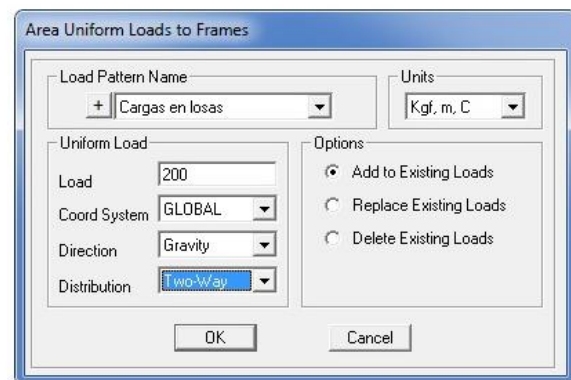 Area Uniform Loads to Frames
Load Pattern Name
+ Cargas en losas
Units
Kgf, m, C
Uniform Load
Load 200
Coord System GLOBAL
Direction Gravity
Distribution Two-Way
Options
Add to Existing Loads
Replace Existing Loads
Delete Existing Loads
OK Cancel